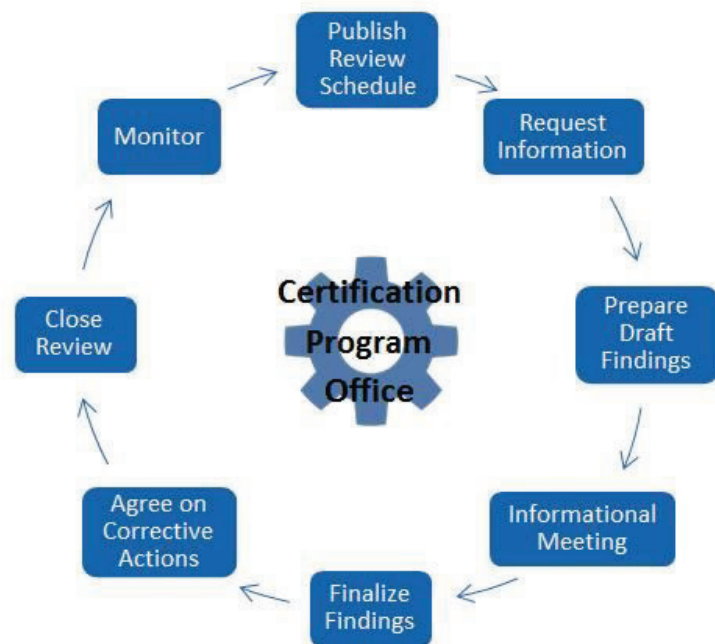 Publish
Review
Schedule
Request
Information
Prepare
Draft
Findings
Informational
Meeting
Finalize
Findings
Agree on
Corrective
Actions
Close
Review
Monitor
Certification
Program
Office